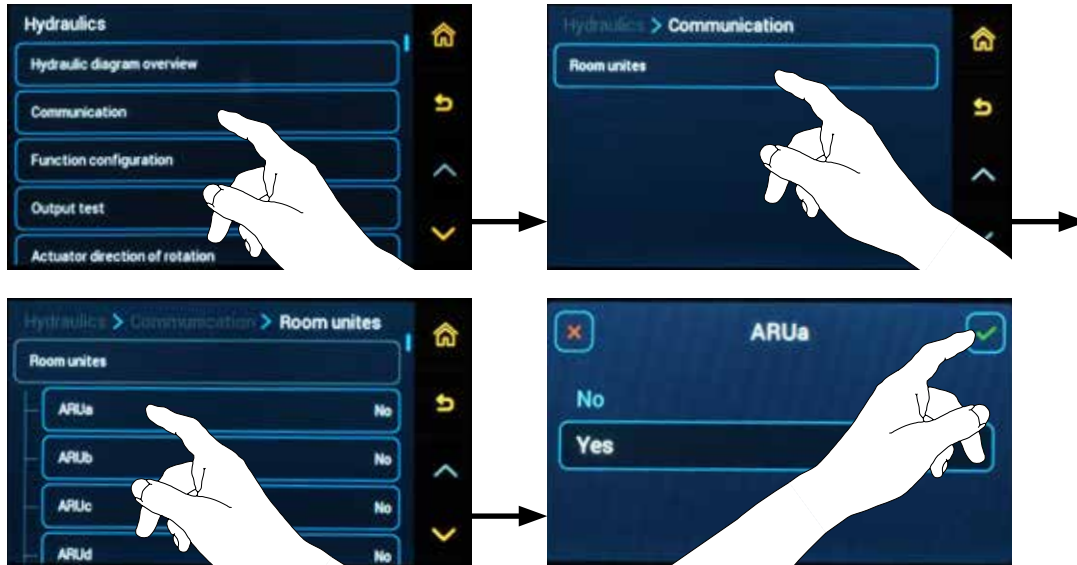 Hydraulics
Hydraulic diagram overview
Communication
Function configuration
Output test
Actuator direction of rotation
Hydraulics > Communication
Room unites
Hydraulics > Communication > Room unites
Room unites
ARUa No
ARUb No
ARUc No
ARUd No
ARUa
No
Yes